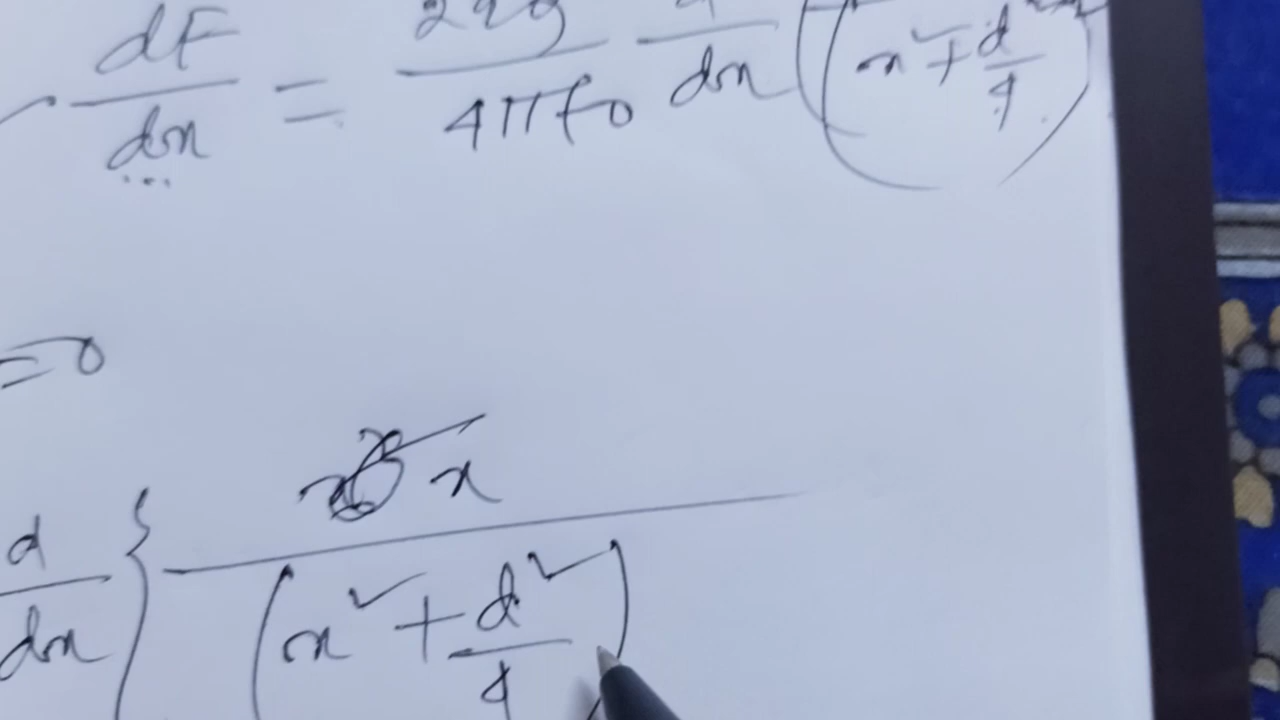 dF/dx = 2qQ/4πε₀ d/dx ((x² + d²/4
=0
d/dx { x/(x² + d²/4)